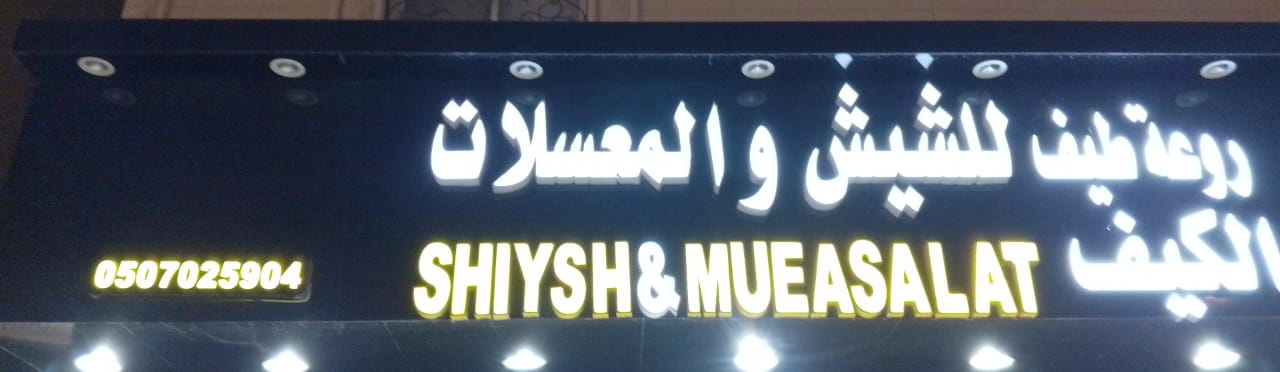 روعة طيف
الكيف
للشيش والمعسلات
SHIYSH & MUEASALAT
0507025904